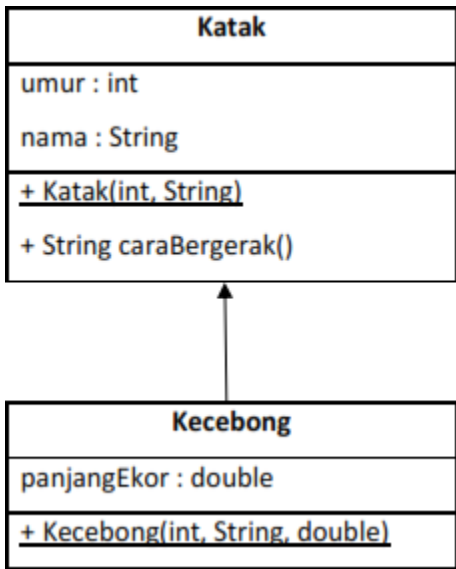 Katak
umur : int
nama : String
+ Katak(int, String)
+ String caraBergerak()
Kecebong
panjangEkor : double
+ Kecebong(int, String, double)